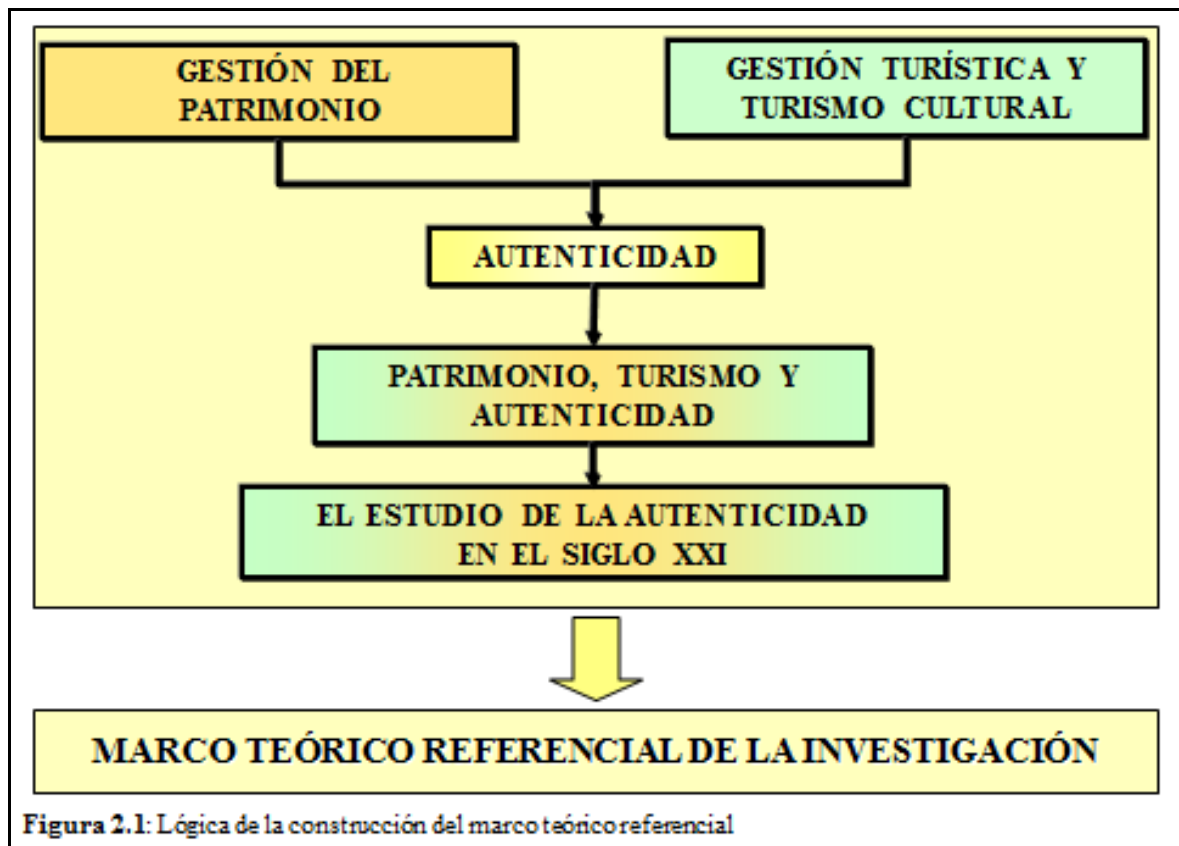 GESTIÓN DEL
PATRIMONIO
GESTIÓN TURÍSTICA Y
TURISMO CULTURAL
AUTENTICIDAD
PATRIMONIO, TURISMO Y
AUTENTICIDAD
EL ESTUDIO DE LA AUTENTICIDAD
EN EL SIGLO XXI
MARCO TEÓRICO REFERENCIAL DE LA INVESTIGACIÓN
Figura 2.1: Lógica de la construcción del marco teórico referencial